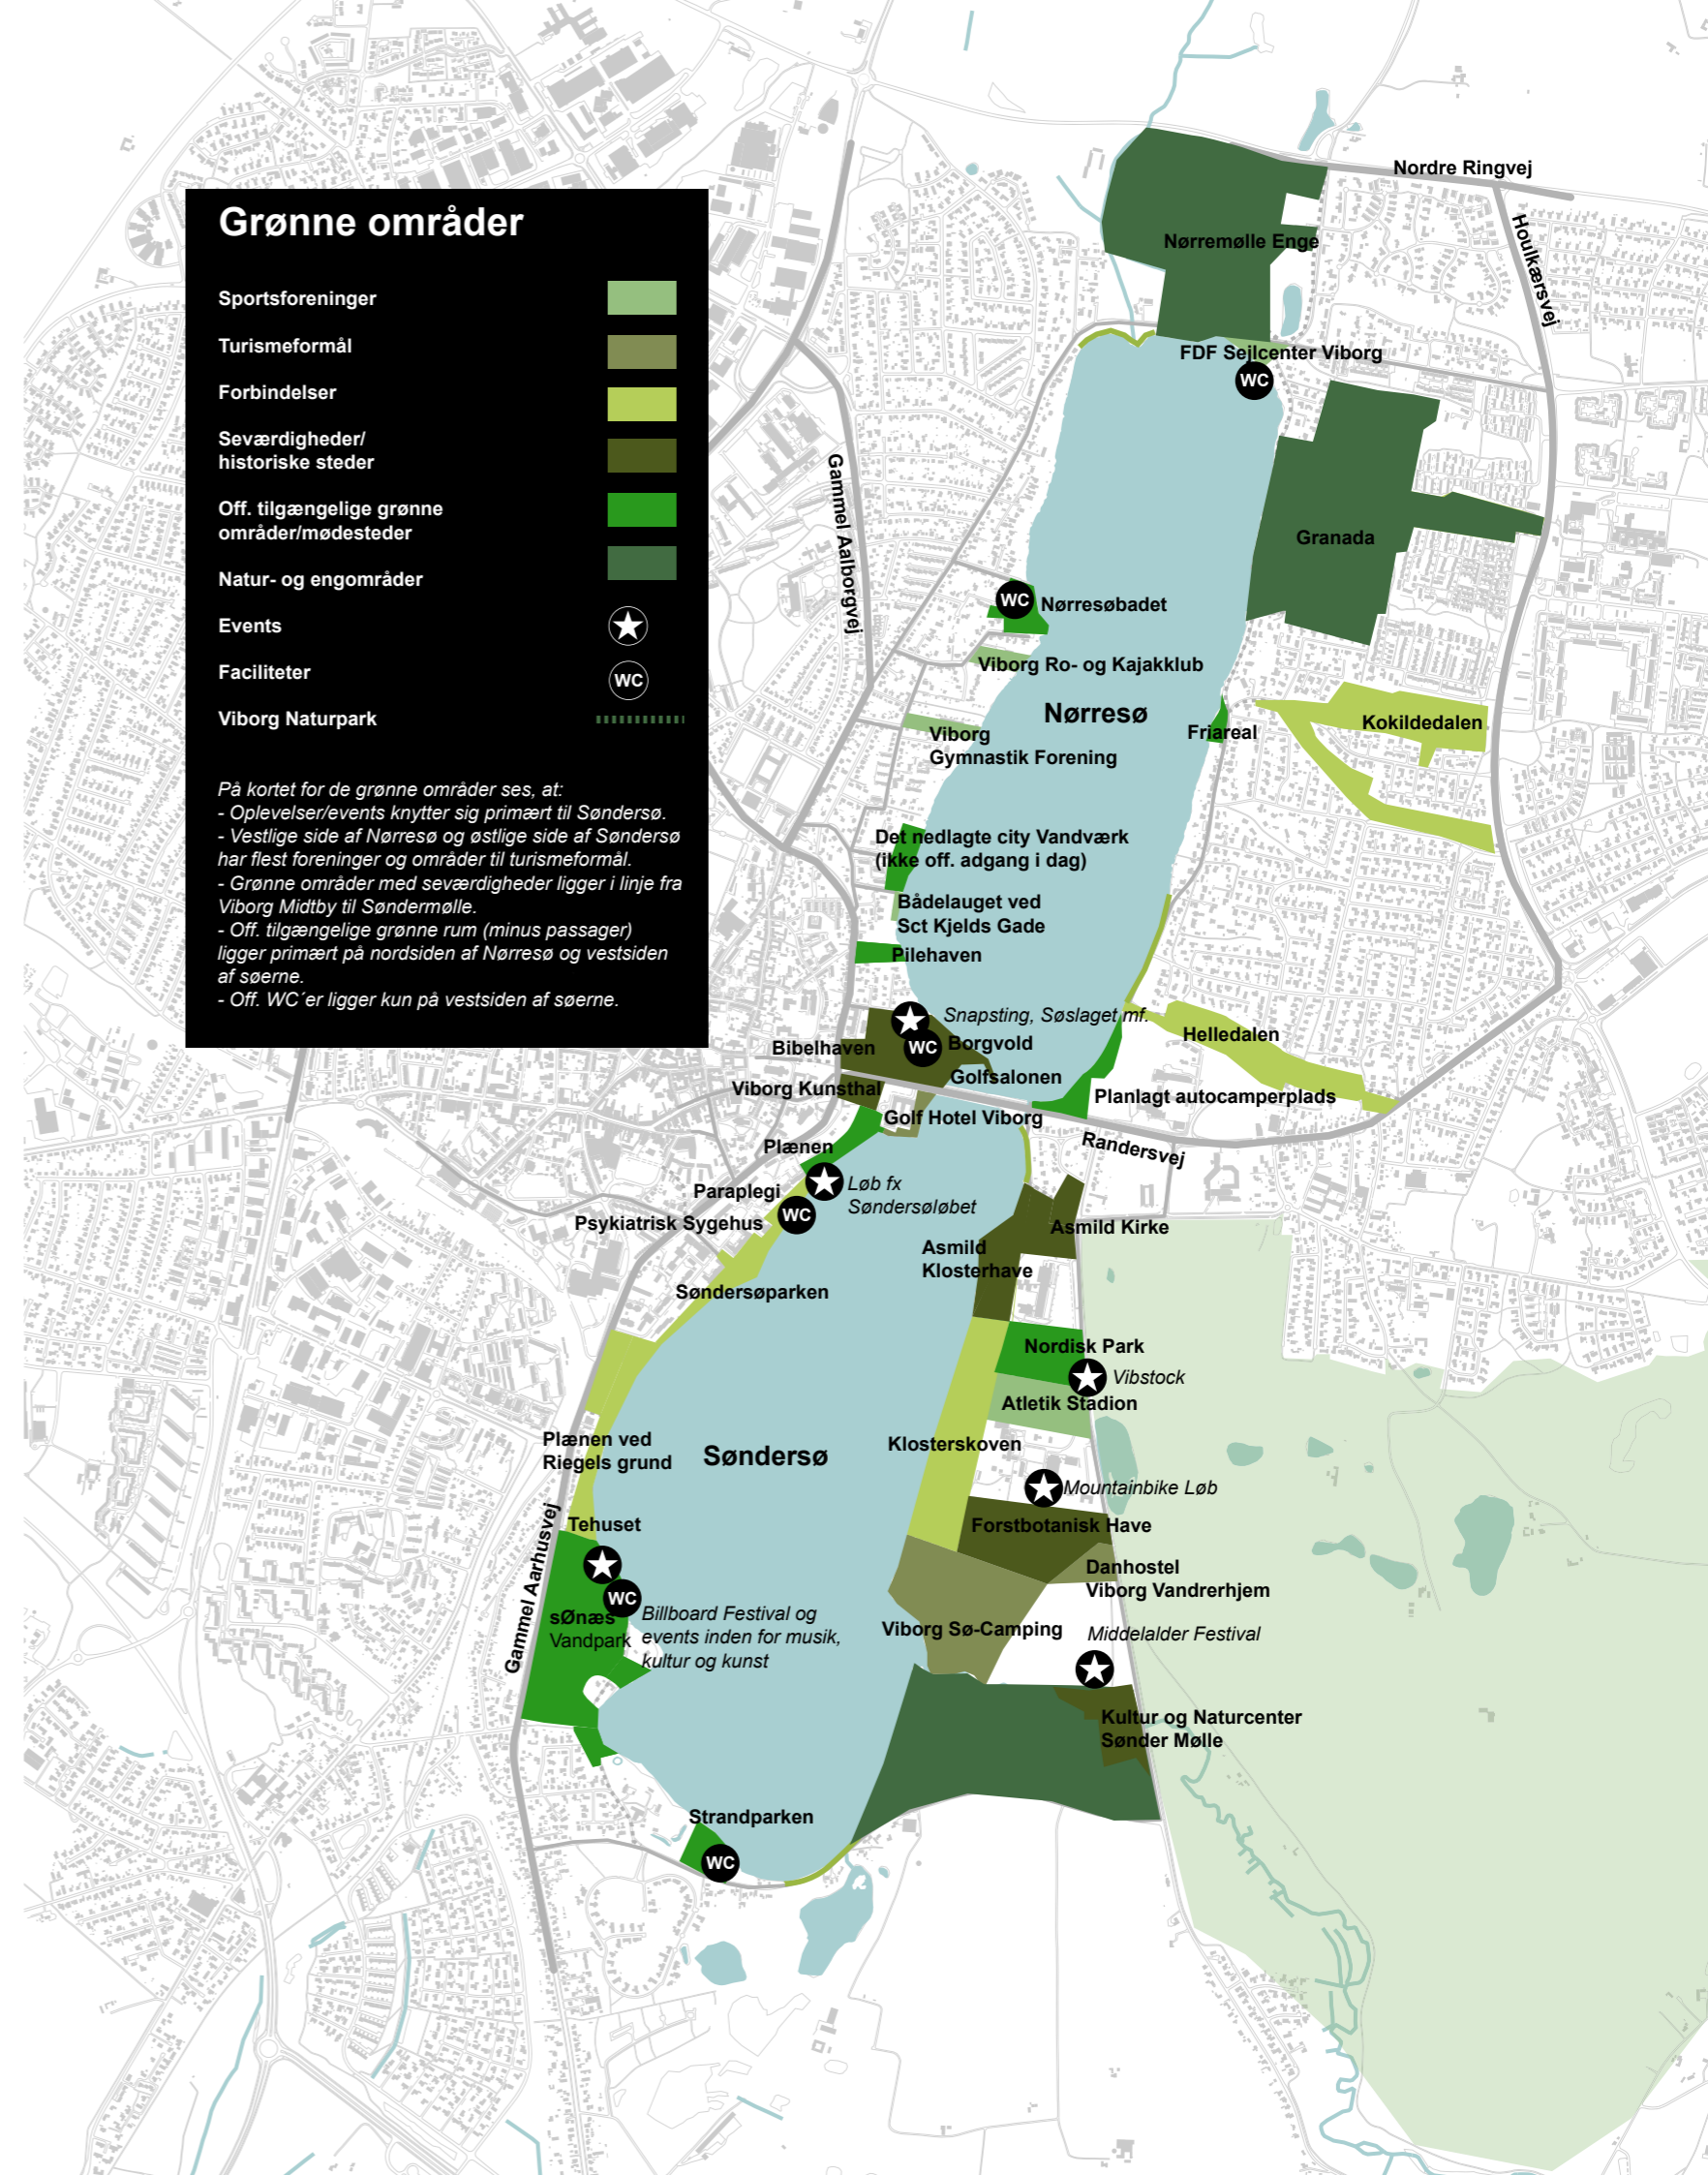 Grønne områder
Sportsforeninger
Turismeformål
Forbindelser
Seværdigheder/
historiske steder
Off. tilgængelige grønne
områder/mødesteder
Natur- og engområder
Events
Faciliteter
WC
Viborg Naturpark
På kortet for de grønne områder ses, at:
- Oplevelser/events knytter sig primært til Søndersø.
- Vestlige side af Nørresø og østlige side af Søndersø
har flest foreninger og områder til turismeformål.
- Grønne områder med seværdigheder ligger i linje fra
Viborg Midtby til Søndermølle.
- Off. tilgængelige grønne rum (minus passager)
ligger primært på nordsiden af Nørresø og vestsiden
af søerne.
- Off. WC´er ligger kun på vestsiden af søerne.
Nordre Ringvej
Houlkærsvej
Nørremølle Enge
FDF Sejlcenter Viborg
WC
Gammel Aalborgvej
Granada
WC
Nørresøbadet
Viborg Ro- og Kajakklub
Nørresø
Kokildedalen
Friareal
Viborg
Gymnastik Forening
Det nedlagte city Vandværk
(ikke off. adgang i dag)
Bådelauget ved
Sct Kjelds Gade
Pilehaven
Snapsting, Søslaget mf.
Helledalen
Bibelhaven
WC
Borgvold
Golfsalonen
Viborg Kunsthal
Planlagt autocamperplads
Golf Hotel Viborg
Randersvej
Plænen
Løb fx
Søndersøløbet
Paraplegi
WC
Psykiatrisk Sygehus
Asmild Kirke
Asmild
Klosterhave
Søndersøparken
Nordisk Park
Vibstock
Atletik Stadion
Plænen ved
Riegels grund
Søndersø
Klosterskoven
Mountainbike Løb
Tehuset
Forstbotanisk Have
Gammel Aarhusvej
Danhostel
Viborg Vandrerhjem
WC
sØnæs
Vandpark
Billboard Festival og
events inden for musik,
kultur og kunst
Viborg Sø-Camping
Middelalder Festival
Kultur og Naturcenter
Sønder Mølle
Strandparken
WC